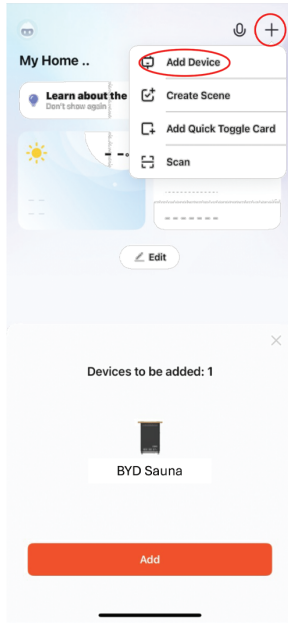 My Home ..
Add Device
Learn about the
Don't show again
Create Scene
Add Quick Toggle Card
Scan
Edit
Devices to be added: 1
BYD Sauna
Add